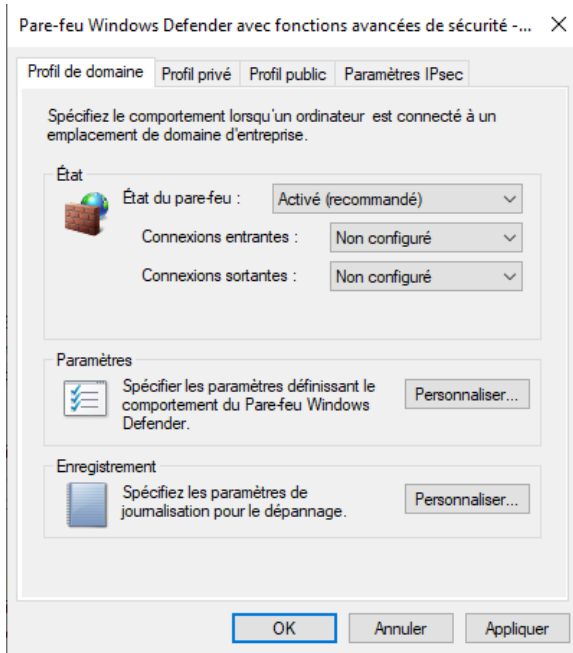 Pare-feu Windows Defender avec fonctions avancées de sécurité -...
Profil de domaine Profil privé Profil public Paramètres IPsec
Spécifiez le comportement lorsqu'un ordinateur est connecté à un
emplacement de domaine d'entreprise.
État
État du pare-feu : Activé (recommandé)
Connexions entrantes : Non configuré
Connexions sortantes : Non configuré
Paramètres
Spécifier les paramètres définissant le
comportement du Pare-feu Windows
Defender.
Personnaliser...
Enregistrement
Spécifiez les paramètres de
journalisation pour le dépannage.
Personnaliser...
OK Annuler Appliquer